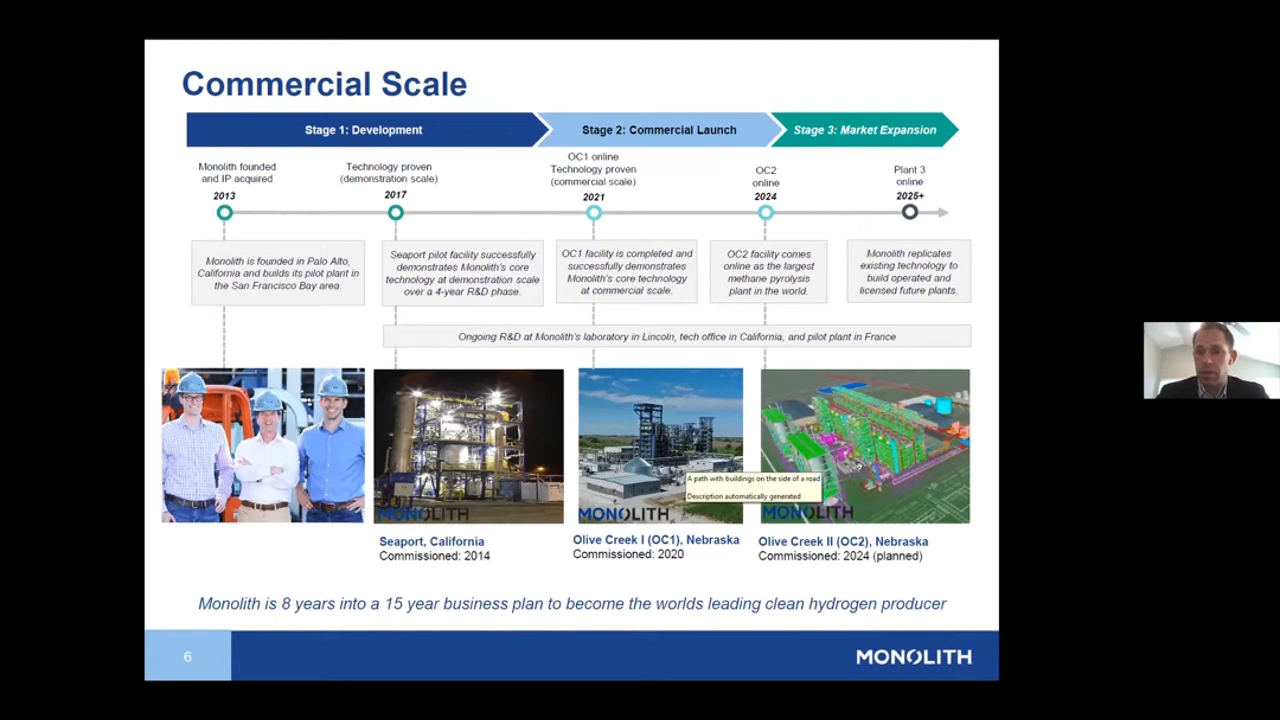 Commercial Scale
Stage 1: Development
Stage 2: Commercial Launch
Stage 3: Market Expansion
Monolith founded
and IP acquired
2013
Technology proven
(demonstration scale)
2017
OC1 online
Technology proven
(commercial scale)
2021
OC2
online
2024
Plant 3
online
2025+
Monolith is founded in Palo Alto,
California and builds its pilot plant in
the San Francisco Bay area.
Seaport pilot facility successfully
demonstrates Monolith's core
technology at demonstration scale
over a 4-year R&D phase.
OC1 facility is completed and
successfully demonstrates
Monolith's core technology
at commercial scale.
OC2 facility comes
online as the largest
methane pyrolysis
plant in the world.
Monolith replicates
existing technology to
build operated and
licensed future plants.
Ongoing R&D at Monolith's laboratory in Lincoln, tech office in California, and pilot plant in France
A path with buildings on the side of a road
Description automatically generated
MONOLITH
MONOLITH
MONOLITH
Seaport, California
Commissioned: 2014
Olive Creek I (OC1), Nebraska
Commissioned: 2020
Olive Creek II (OC2), Nebraska
Commissioned: 2024 (planned)
Monolith is 8 years into a 15 year business plan to become the worlds leading clean hydrogen producer
6
MONOLITH